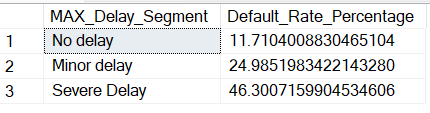 MAX_Delay_Segment Default_Rate_Percentage
1 No delay 11.7104008830465104
2 Minor delay 24.9851983422143280
3 Severe Delay 46.3007159904534606